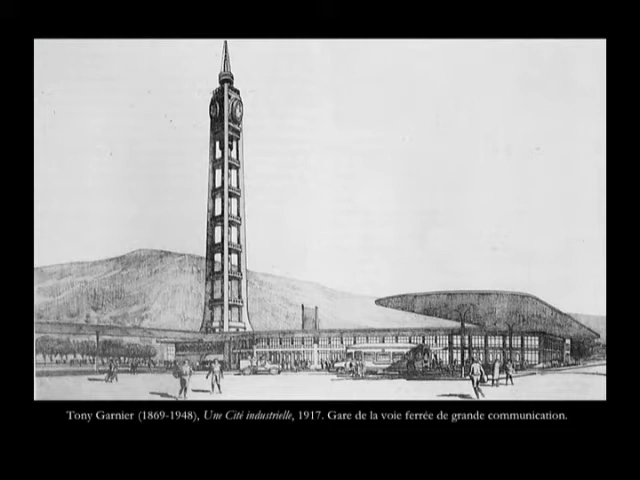 Tony Garnier (1869-1948), Une Cité industrielle, 1917. Gare de la voie ferrée de grande communication.